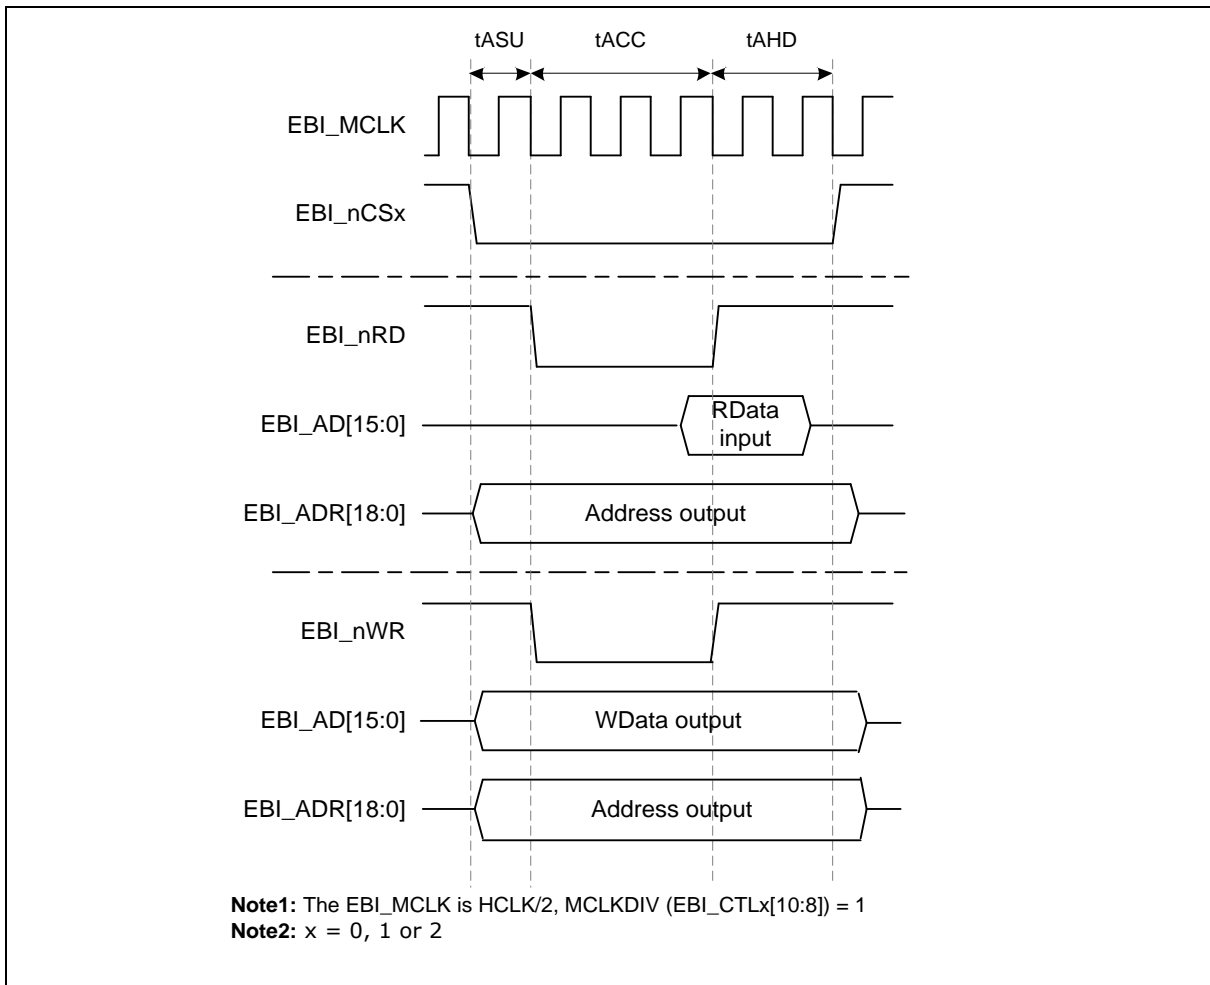 tASU tACC tAHD
EBI_MCLK
EBI_nCSx
EBI_nRD
EBI_AD[15:0]
RData
input
EBI_ADR[18:0]
Address output
EBI_nWR
EBI_AD[15:0]
WData output
EBI_ADR[18:0]
Address output
Note1: The EBI_MCLK is HCLK/2, MCLKDIV (EBI_CTLx[10:8]) = 1
Note2: x = 0, 1 or 2